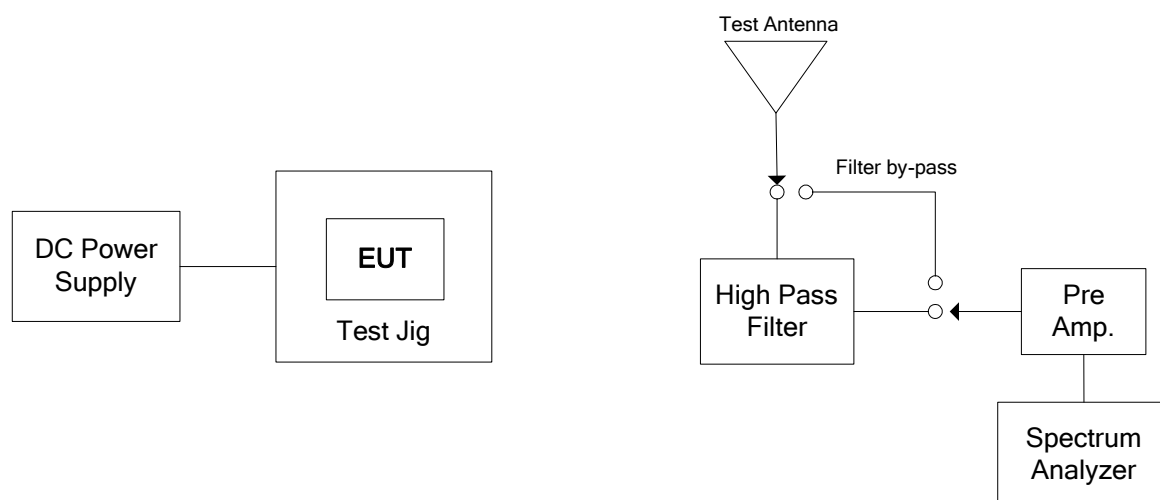 Test Antenna
Filter by-pass
DC Power
Supply
EUT
Test Jig
High Pass
Filter
Pre
Amp.
Spectrum
Analyzer